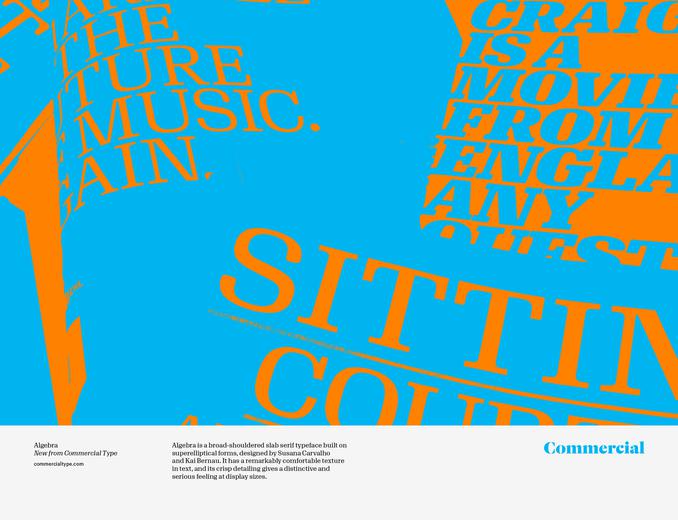 THE
TURE
MUSIC.
AIN.
CRAIG
IS A
MOVIE
FROM
ENGLA
ANY
QUEST
SITTIN
COURT
Algebra
New from Commercial Type
commercialtype.com
Algebra is a broad-shouldered slab serif typeface built on
superelliptical forms, designed by Susana Carvalho
and Kai Bernau. It has a remarkably comfortable texture
in text, and its crisp detailing gives a distinctive and
serious feeling at display sizes.
Commercial